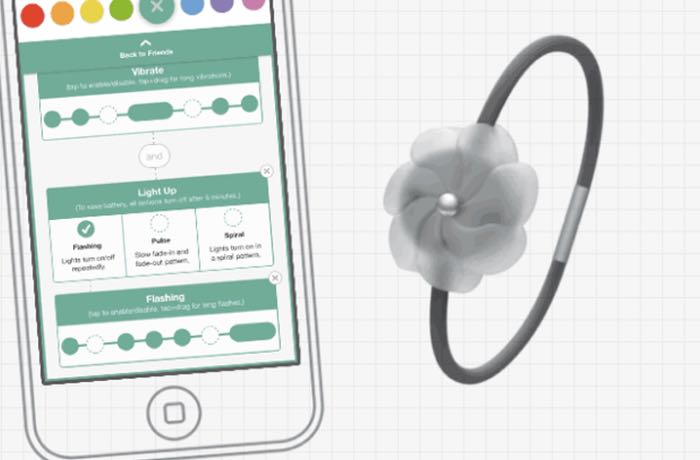 Back to Friends
Vibrate
(tap to enable/disable, tap+drag for long vibrations.)
and
Light Up
(To save battery, all actions turn off after 5 minutes.)
Flashing
Lights turn on/off
repeatedly.
Pulse
Slow fade-in and
fade-out pattern.
Spiral
Lights turn on in
a spiral pattern.
Flashing
(tap to enable/disable, tap+drag for long flashes.)